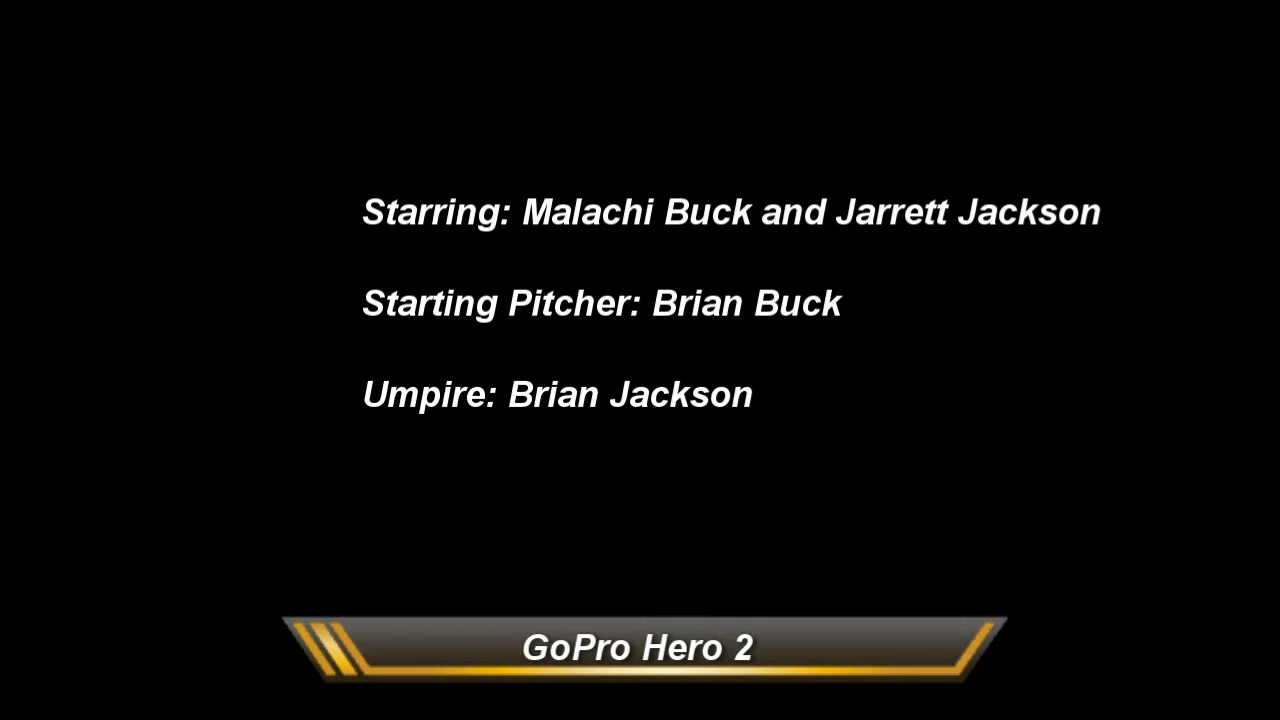 Starring: Malachi Buck and Jarrett Jackson
Starting Pitcher: Brian Buck
Umpire: Brian Jackson
GoPro Hero 2